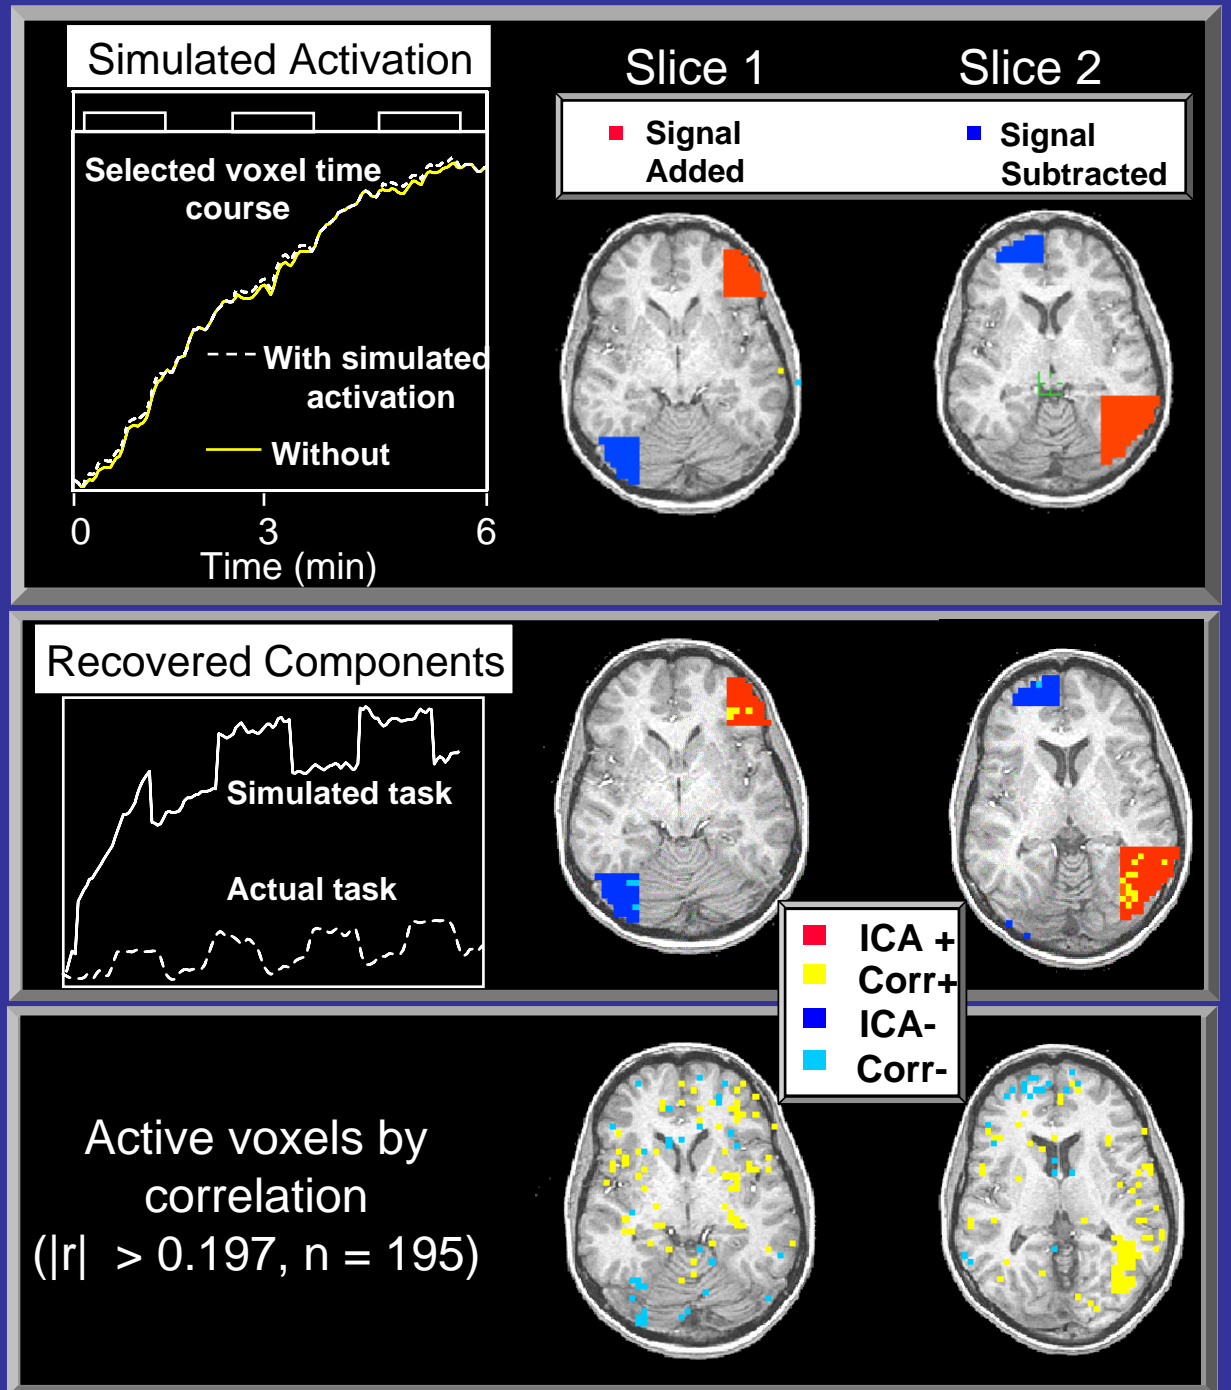 Simulated Activation
Slice 1
Slice 2
Signal
Added
Signal
Subtracted
Selected voxel time
course
With simulated
activation
Without
0
3
6
Time (min)
Recovered Components
Simulated task
Actual task
ICA +
Corr+
ICA-
Corr-
Active voxels by
correlation
(|r| > 0.197, n = 195)